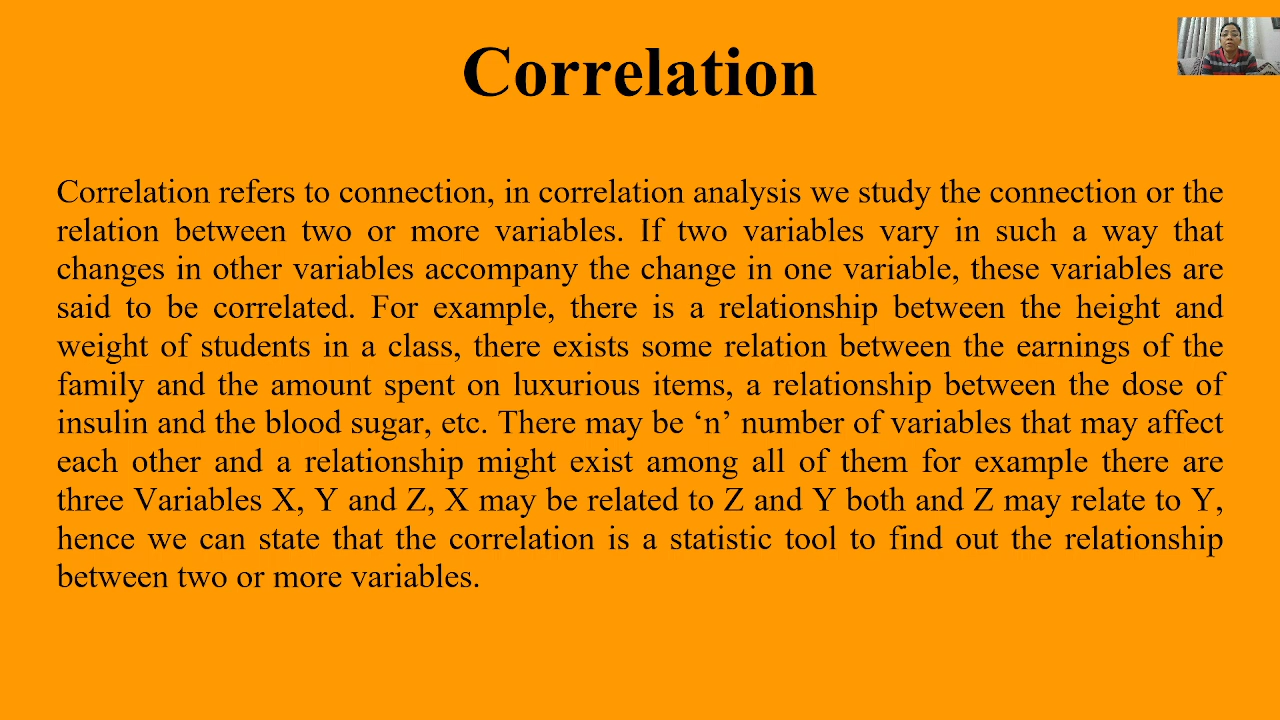 Correlation
Correlation refers to connection, in correlation analysis we study the connection or the
relation between two or more variables. If two variables vary in such a way that
changes in other variables accompany the change in one variable, these variables are
said to be correlated. For example, there is a relationship between the height and
weight of students in a class, there exists some relation between the earnings of the
family and the amount spent on luxurious items, a relationship between the dose of
insulin and the blood sugar, etc. There may be ‘n’ number of variables that may affect
each other and a relationship might exist among all of them for example there are
three Variables X, Y and Z, X may be related to Z and Y both and Z may relate to Y,
hence we can state that the correlation is a statistic tool to find out the relationship
between two or more variables.